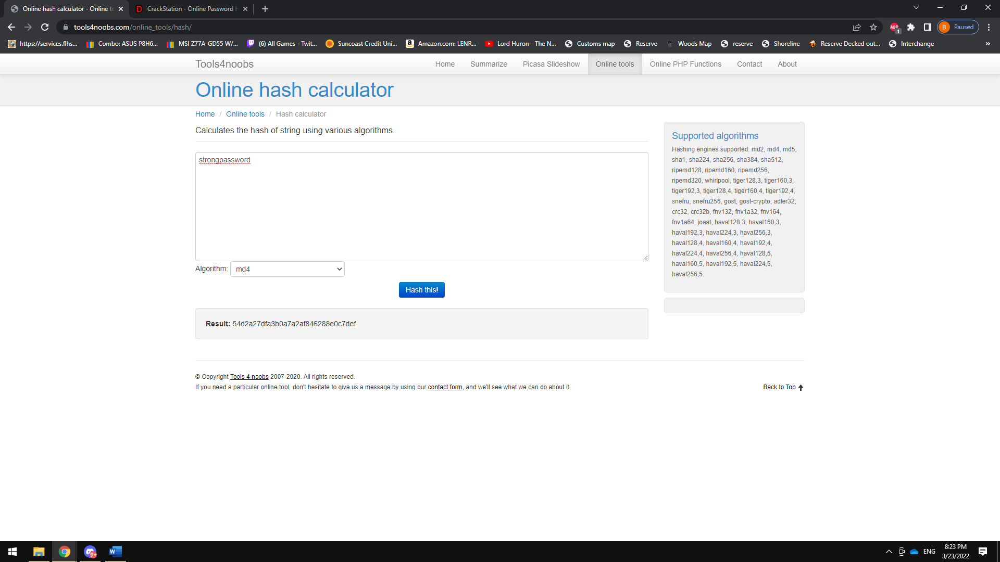 Online hash calculator - Online to
CrackStation - Online Password H
tools4noobs.com/online_tools/hash/
ABP
1
B
Paused
https://services.flhs...
Combo: ASUS P8H6...
MSI Z77A-GD55 W/...
(6) All Games - Twit...
Suncoast Credit Uni...
Amazon.com: LENR...
Lord Huron - The N...
Customs map
Reserve
Woods Map
reserve
Shoreline
Reserve Decked out...
Interchange
»
Tools4noobs
Home
Summarize
Picasa Slideshow
Online tools
Online PHP Functions
Contact
About
Online hash calculator
Home / Online tools / Hash calculator
Calculates the hash of string using various algorithms.
strongpassword
Algorithm: md4
Hash this!
Result: 54d2a27dfa3b0a7a2af846288e0c7def
Supported algorithms
Hashing engines supported: md2, md4, md5,
sha1, sha224, sha256, sha384, sha512,
ripemd128, ripemd160, ripemd256,
ripemd320, whirlpool, tiger128,3, tiger160,3,
tiger192,3, tiger128,4, tiger160,4, tiger192,4,
snefru, snefru256, gost, gost-crypto, adler32,
crc32, crc32b, fnv132, fnv1a32, fnv164,
fnv1a64, joaat, haval128,3, haval160,3,
haval192,3, haval224,3, haval256,3,
haval128,4, haval160,4, haval192,4,
haval224,4, haval256,4, haval128,5,
haval160,5, haval192,5, haval224,5,
haval256,5.
© Copyright Tools 4 noobs 2007-2020. All rights reserved.
If you need a particular online tool, don't hesitate to give us a message by using our contact form, and we'll see what we can do about it.
Back to Top
9+
W
ENG
8:23 PM
3/23/2022